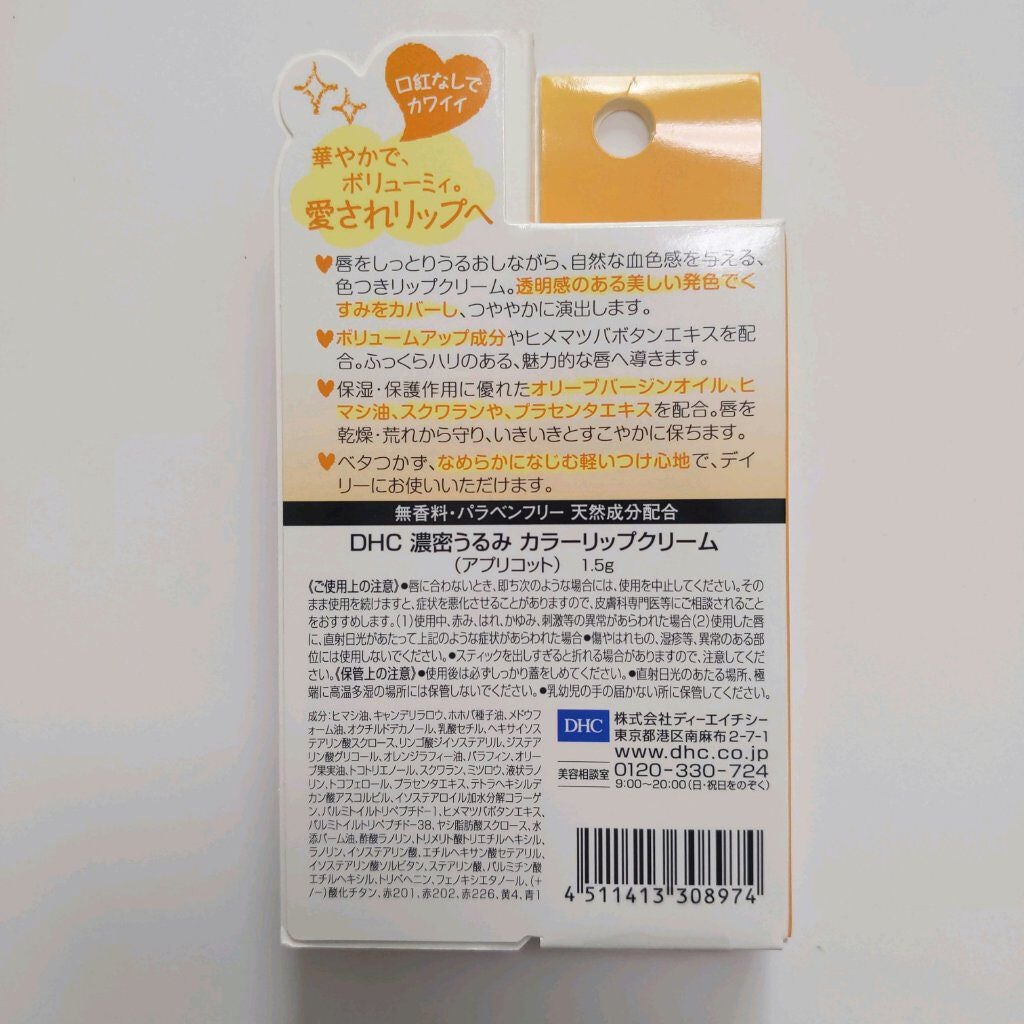 口紅なしで
カワイイ
華やかで、
ボリューミィ。
愛されリップへ
唇をしっとりうるおしながら、自然な血色感を与える、
色つきリップクリーム。透明感のある美しい発色でく
すみをカバーし、つややかに演出します。
ボリュームアップ成分やヒメマツバボタンエキスを配
合。ふっくらハリのある、魅力的な唇へ導きます。
保湿・保護作用に優れたオリーブバージンオイル、ヒ
マシ油、スクワランや、プラセンタエキスを配合。唇を
乾燥・荒れから守り、いきいきとすこやかに保ちます。
ベタつかず、なめらかになじむ軽いつけ心地で、デイ
リーにお使いいただけます。
無香料・パラベンフリー 天然成分配合
DHC 濃密うるみ カラーリップクリーム
(アプリコット) 1.5g
《ご使用上の注意》●唇に合わないとき、即ち次のような場合には、使用を中止してください。その
まま使用を続けますと、症状を悪化させることがありますので、皮膚科専門医等にご相談されること
をおすすめします。(1)使用中、赤み、はれ、かゆみ、刺激等の異常があらわれた場合(2)使用した唇
に、直射日光があたって上記のような症状があらわれた場合●傷やはれもの、湿疹等、異常のある部
位には使用しないでください。●スティックを出しすぎると折れる場合がありますので、注意してくだ
さい。《保管上の注意》●使用後は必ずしっかり蓋をしめてください。●直射日光のあたる場所、極
端に高温多湿の場所には保管しないでください。●乳幼児の手の届かない所に保管してください。
成分:ヒマシ油、キャンデリラロウ、ホホバ種子油、メドウフ
ォーム油、オクチルドデカノール、乳酸セチル、ヘキサイソス
テアリン酸スクロース、リンゴ酸ジイソステアリル、ジステア
リン酸グリコール、オレンジラフィー油、パラフィン、オリー
ブ果実油、トコトリエノール、スクワラン、ミツロウ、液状ラノ
リン、トコフェロール、プラセンタエキス、テトラヘキシルデ
カン酸アスコルビル、イソステアロイル加水分解コラーゲ
ン、パルミトイルトリペプチド-1、ヒメマツバボタンエキス、
パルミトイルトリペプチド-38、ヤシ脂肪酸スクロース、水
添パーム油、酢酸ラノリン、トリメリト酸トリエチルヘキシル、
ラノリン、イソステアリン酸、エチルヘキサン酸セテアリル、
イソステアリン酸ソルビタン、ステアリン酸、パルミチン酸
エチルヘキシル、トリベヘニン、フェノキシエタノール、(+
/-)酸化チタン、赤201、赤202、赤226、黄4、青1
DHC
株式会社ディーエイチシー
東京都港区南麻布2-7-1
www.dhc.co.jp
美容相談室 0120-330-724
9:00~20:00(日・祝日をのぞく)
4 511413 308974